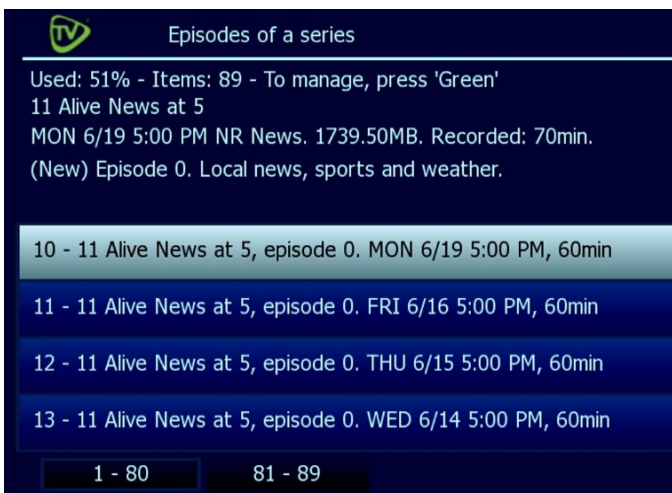 TV
Episodes of a series
Used: 51% - Items: 89 - To manage, press 'Green'
11 Alive News at 5
MON 6/19 5:00 PM NR News. 1739.50MB. Recorded: 70min.
(New) Episode 0. Local news, sports and weather.
10 - 11 Alive News at 5, episode 0. MON 6/19 5:00 PM, 60min
11 - 11 Alive News at 5, episode 0. FRI 6/16 5:00 PM, 60min
12 - 11 Alive News at 5, episode 0. THU 6/15 5:00 PM, 60min
13 - 11 Alive News at 5, episode 0. WED 6/14 5:00 PM, 60min
1 - 80 81 - 89